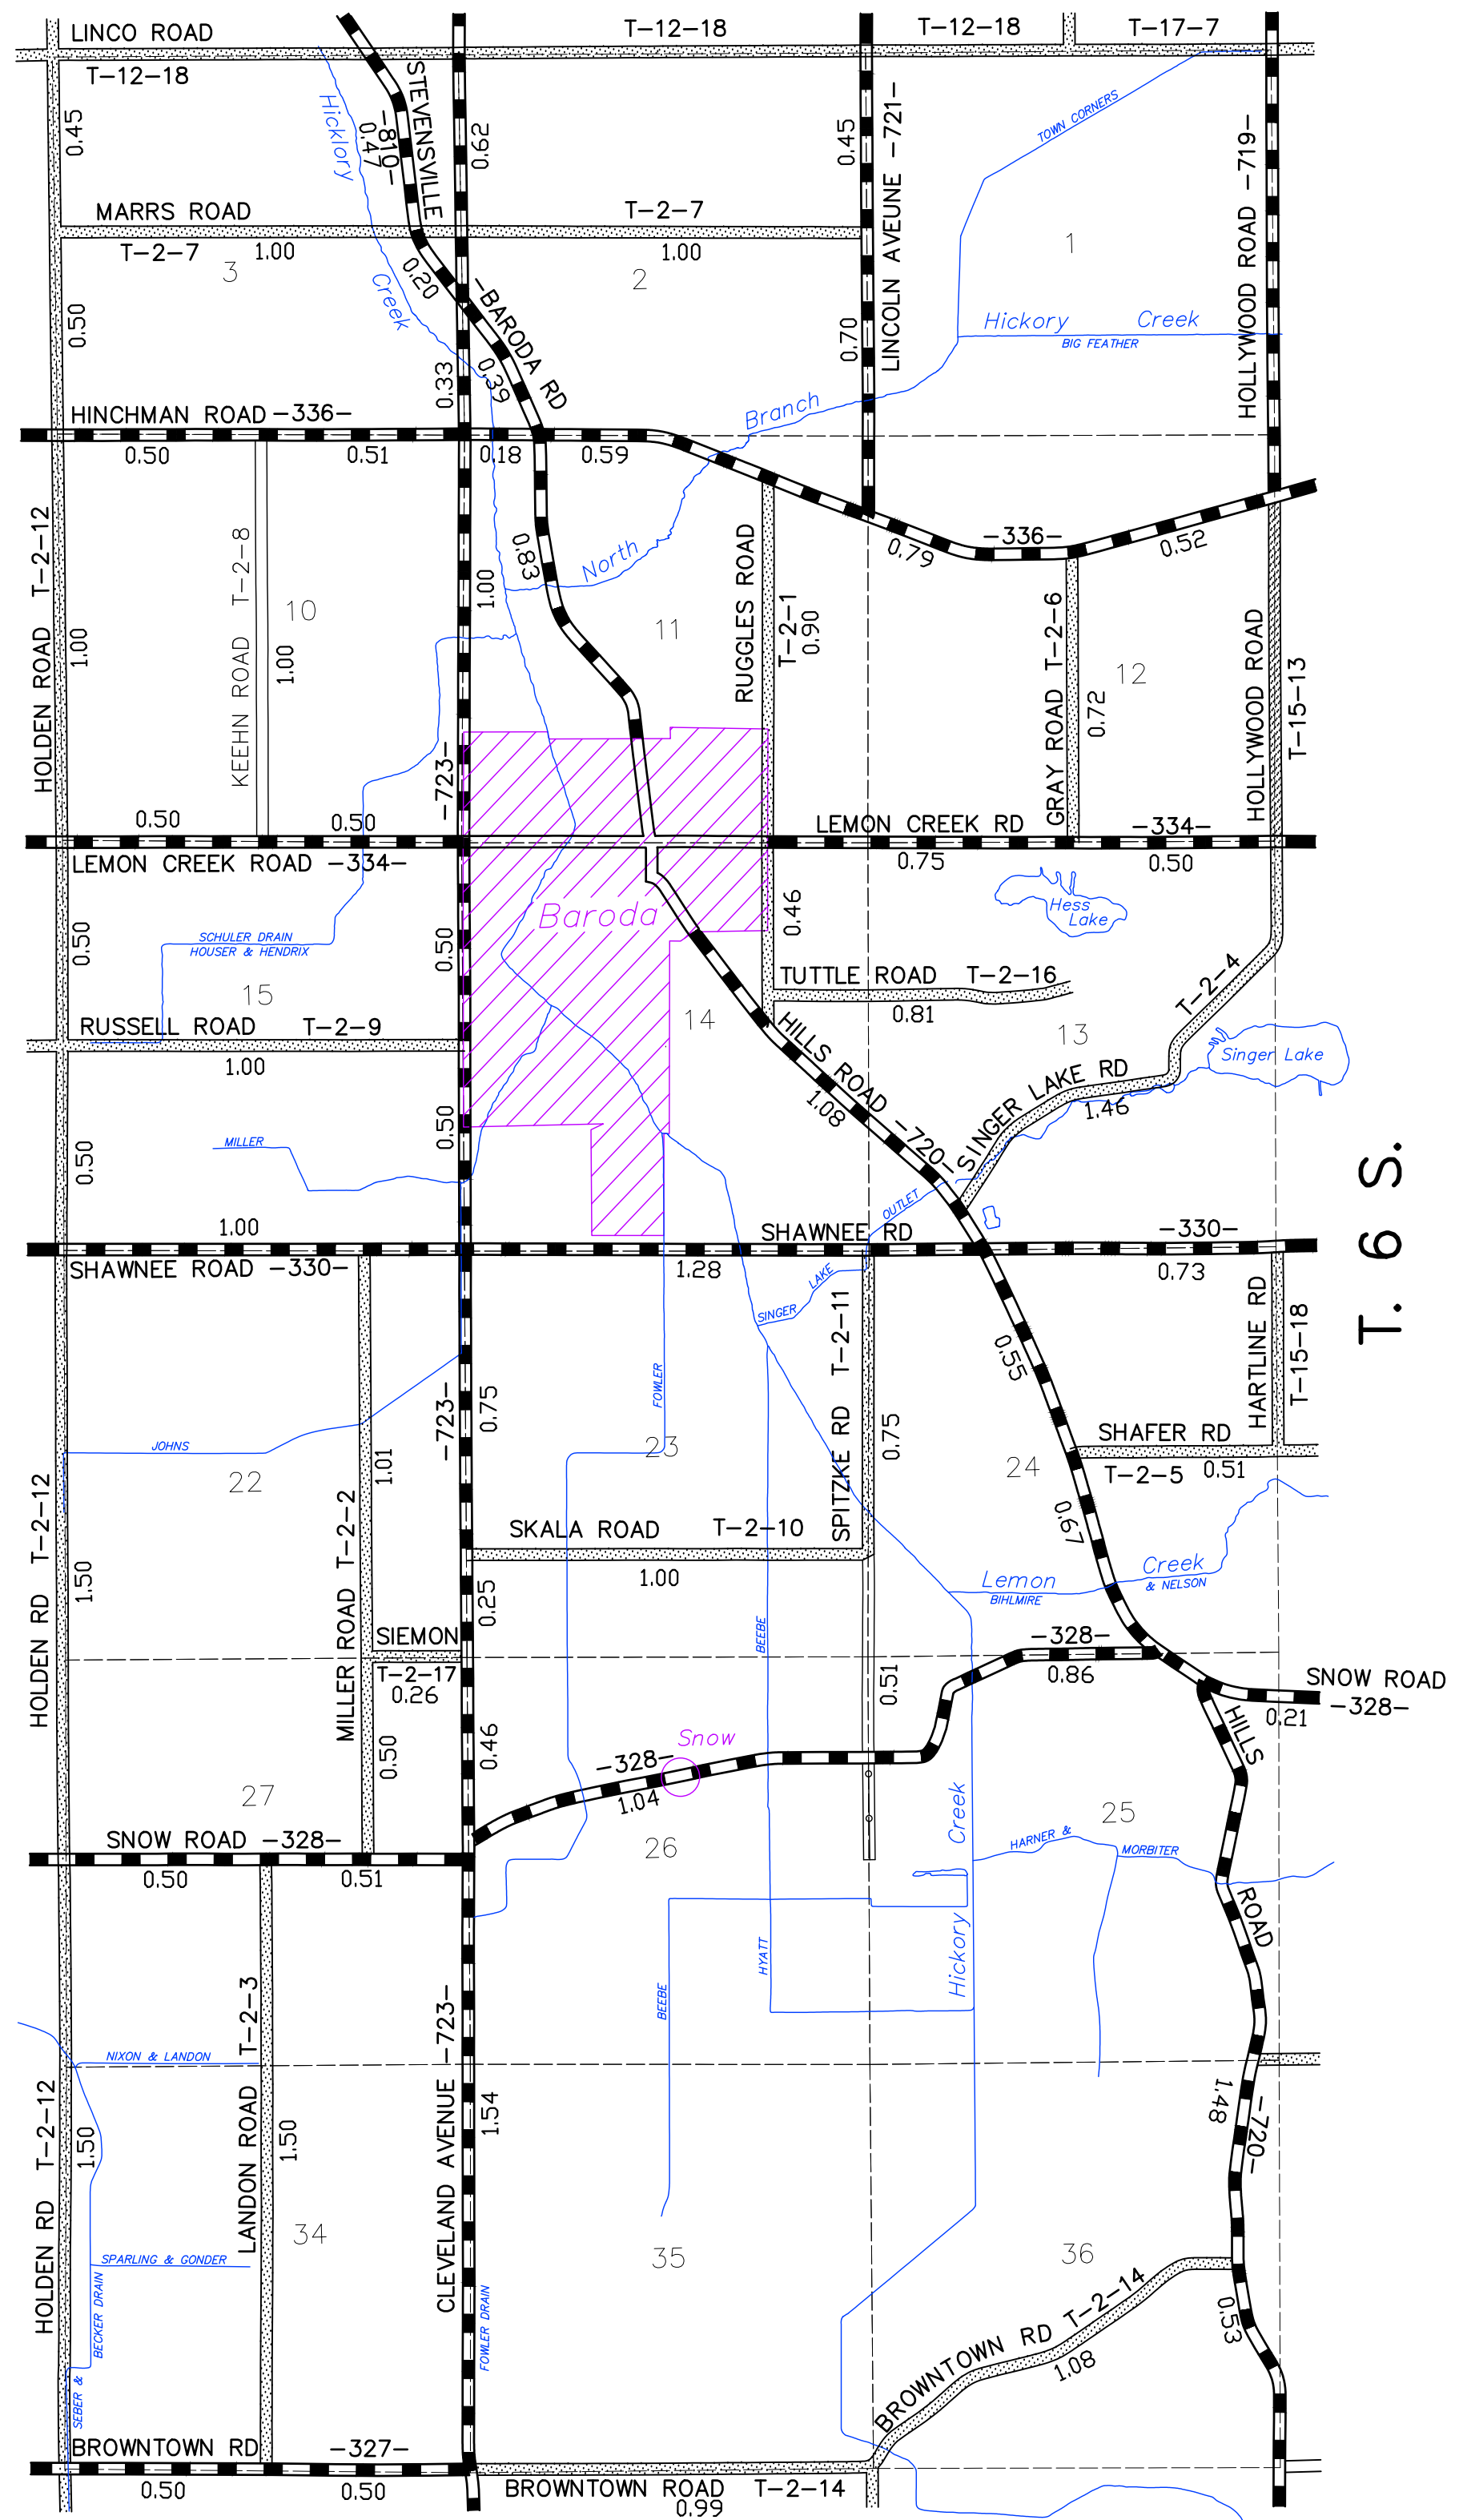 LINCO ROAD
T-12-18
T-12-18
T-17-7
T-12-18
STEVENSVILLE
-810-
0.47
Hicklory
0.45
0.62
0.45
LINCOLN AVEUNE -721-
TOWN CORNERS
HOLLYWOOD ROAD -719-
MARRS ROAD
T-2-7
T-2-7
1.00
1.00
3
2
1
0.20
Creek
-BARODA RD
0.50
0.33
0.39
0.70
Hickory Creek
BIG FEATHER
HINCHMAN ROAD -336-
Branch
0.50
0.51
0.18
0.59
HOLDEN ROAD T-2-12
KEEHN ROAD T-2-8
10
1.00
1.00
1.00
0.83
North
11
RUGGLES ROAD
T-2-1
0.90
0.79
-336-
0.52
GRAY ROAD T-2-6
0.72
12
HOLLYWOOD ROAD
T-15-13
-723-
0.50
0.50
LEMON CREEK RD
-334-
LEMON CREEK ROAD -334-
0.75
0.50
Baroda
Hess
Lake
0.46
0.50
0.50
SCHULER DRAIN
HOUSER & HENDRIX
15
TUTTLE ROAD T-2-16
0.81
T-2-4
RUSSELL ROAD T-2-9
1.00
14
HILLS ROAD
1.08
-720-
13
Singer Lake
SINGER LAKE RD
1.46
0.50
0.50
MILLER
T. 6 S.
OUTLET
1.00
SHAWNEE RD
-330-
SHAWNEE ROAD -330-
1.28
0.73
SINGER
LAKE
SPITZKE RD T-2-11
0.55
HARTLINE RD
T-15-18
FOWLER
0.75
-723-
0.75
JOHNS
22
1.01
23
24
SHAFER RD
T-2-5
0.51
HOLDEN RD T-2-12
1.50
MILLER ROAD T-2-2
SKALA ROAD T-2-10
1.00
0.67
0.25
Lemon
Creek
BIHLMIRE
& NELSON
BEEBE
SIEMON
T-2-17
0.26
-328-
0.86
0.51
SNOW ROAD
-328-
0.21
0.50
0.46
Snow
-328-
1.04
HILLS
27
26
25
Creek
SNOW ROAD -328-
0.50
0.51
HARNER &
MORBITER
ROAD
HYATT
Hickory
BEEBE
LANDON ROAD T-2-3
CLEVELAND AVENUE -723-
NIXON & LANDON
HOLDEN RD T-2-12
1.50
1.50
1.54
1.48
-720-
34
35
36
SPARLING & GONDER
BECKER DRAIN
SEBER &
FOWLER DRAIN
BROWNTOWN RD T-2-14
1.08
0.53
BROWNTOWN RD
-327-
0.50
0.50
BROWNTOWN ROAD T-2-14
0.99